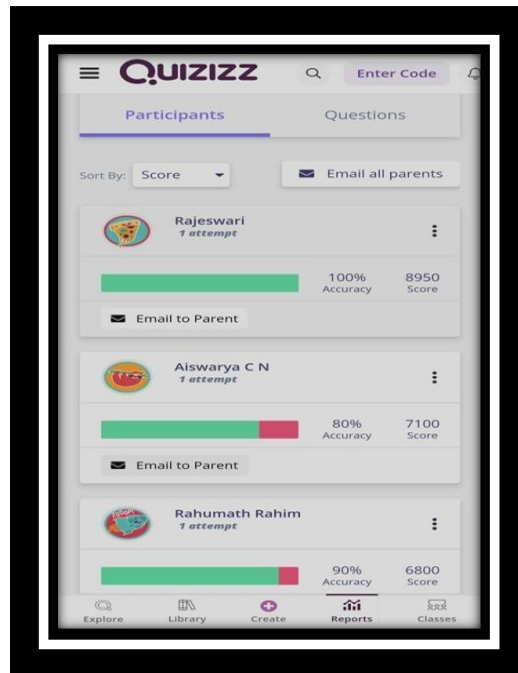 QUIZIZZ Enter Code
Participants Questions
Sort By: Score Email all parents
Rajeswari
1 attempt
100% 8950
Accuracy Score
Email to Parent
Aiswarya C N
1 attempt
80% 7100
Accuracy Score
Email to Parent
Rahumath Rahim
1 attempt
90% 6800
Accuracy Score
Explore Library Create Reports Classes